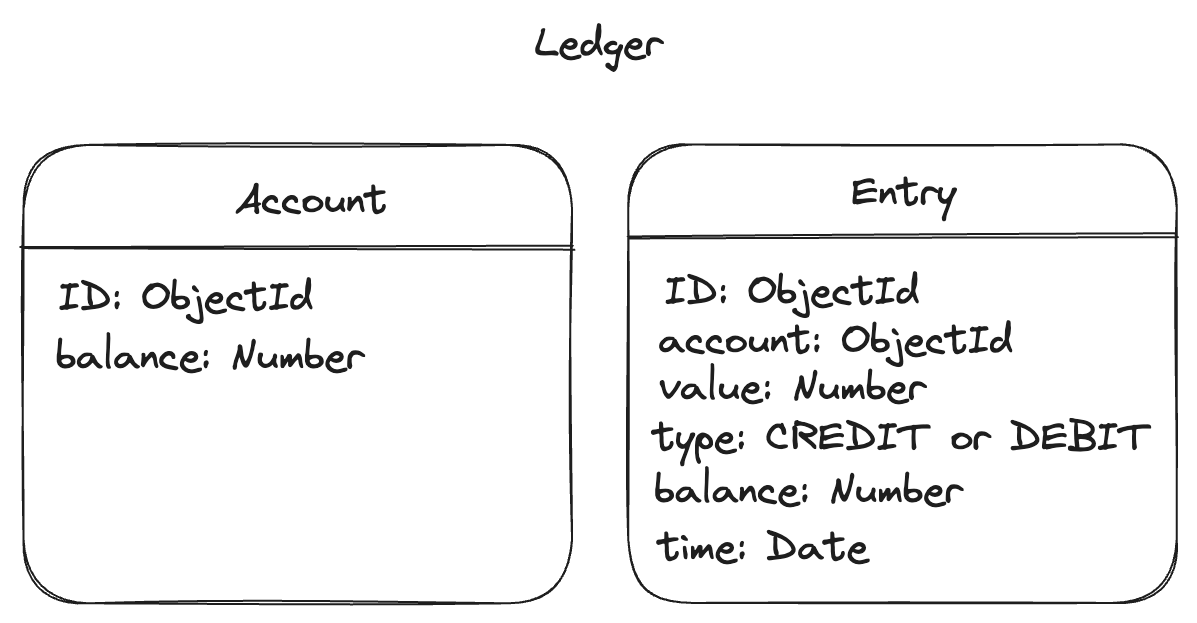 Ledger
Account
ID: ObjectId
balance: Number
Entry
ID: ObjectId
account: ObjectId
value: Number
type: CREDIT or DEBIT
balance: Number
time: Date